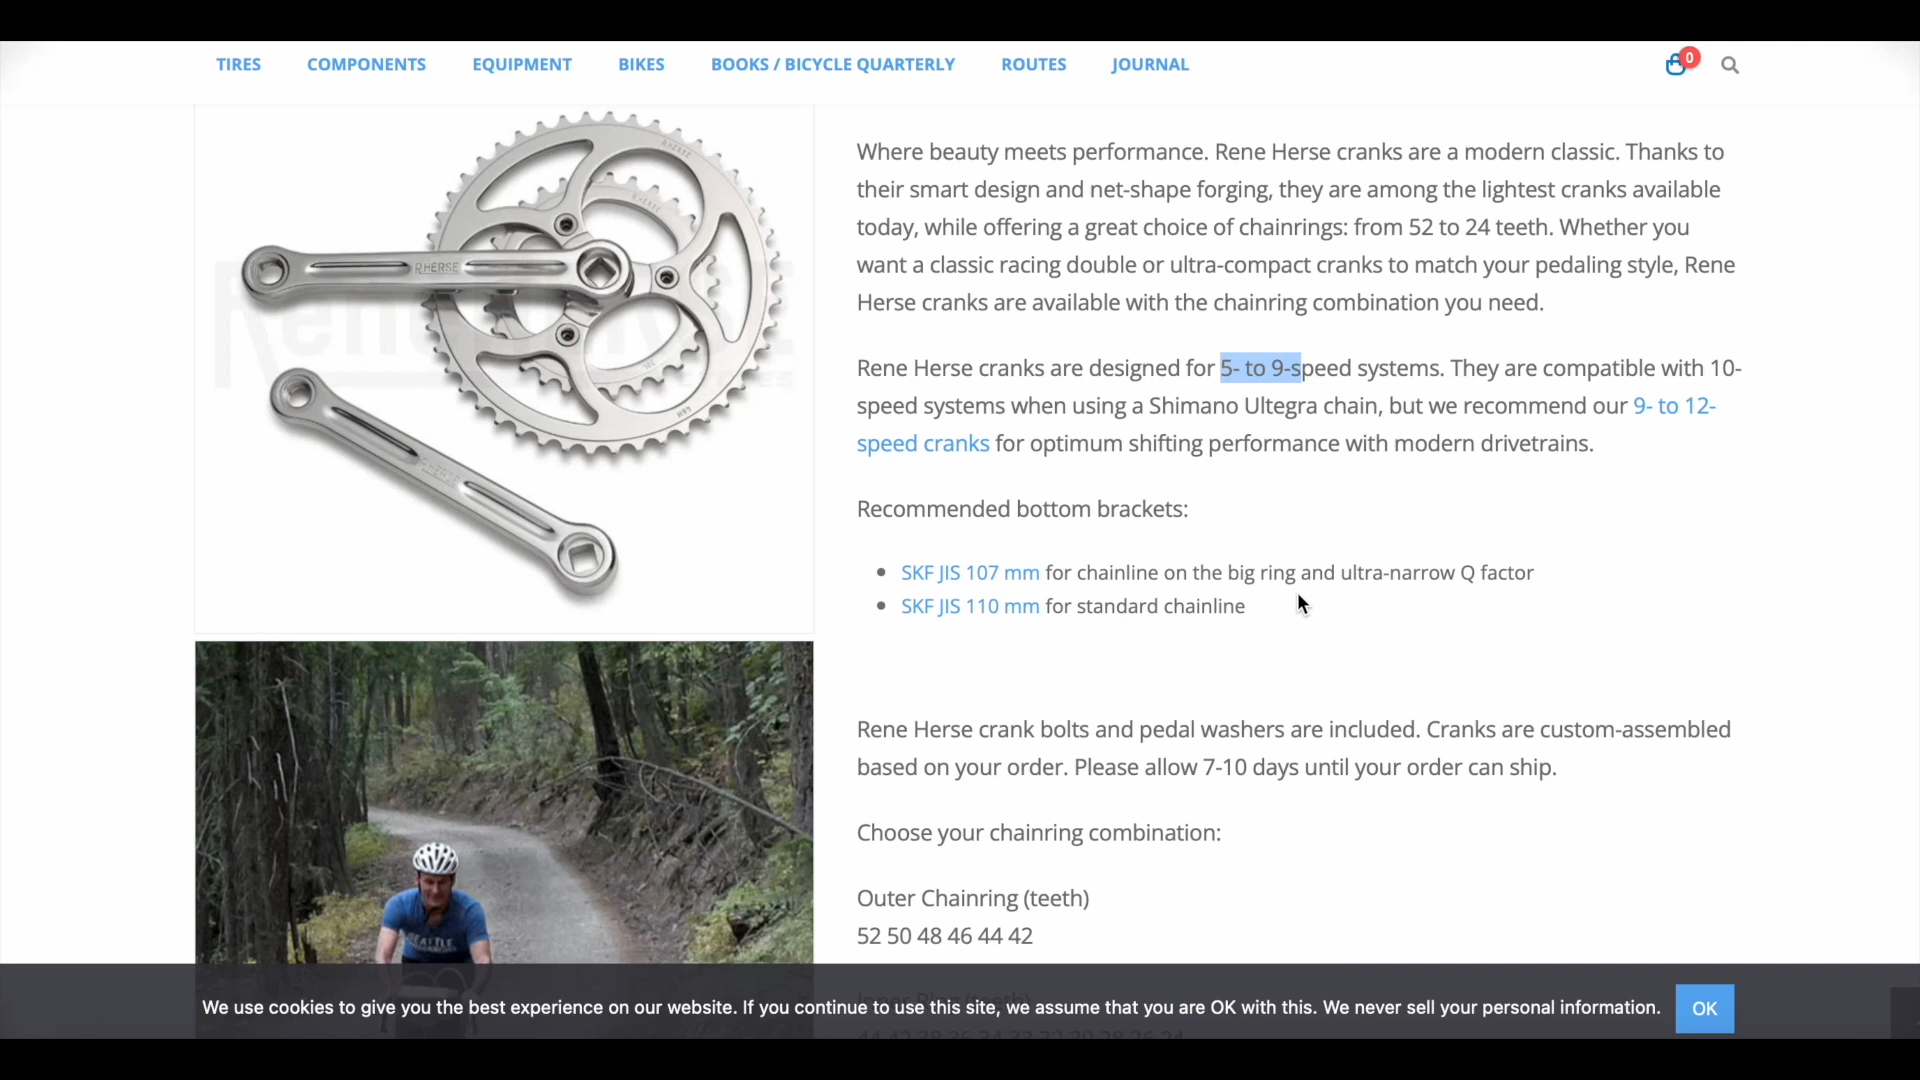 TIRES COMPONENTS EQUIPMENT BIKES BOOKS / BICYCLE QUARTERLY ROUTES JOURNAL 0
R.HERSE
R.HERSE
Where beauty meets performance. Rene Herse cranks are a modern classic. Thanks to
their smart design and net-shape forging, they are among the lightest cranks available
today, while offering a great choice of chainrings: from 52 to 24 teeth. Whether you
want a classic racing double or ultra-compact cranks to match your pedaling style, Rene
Herse cranks are available with the chainring combination you need.
Rene Herse cranks are designed for 5- to 9-speed systems. They are compatible with 10-
speed systems when using a Shimano Ultegra chain, but we recommend our 9- to 12-
speed cranks for optimum shifting performance with modern drivetrains.
Recommended bottom brackets:
• SKF JIS 107 mm for chainline on the big ring and ultra-narrow Q factor
• SKF JIS 110 mm for standard chainline
Rene Herse crank bolts and pedal washers are included. Cranks are custom-assembled
based on your order. Please allow 7-10 days until your order can ship.
Choose your chainring combination:
Outer Chainring (teeth)
52 50 48 46 44 42
SEATTLE
We use cookies to give you the best experience on our website. If you continue to use this site, we assume that you are OK with this. We never sell your personal information. OK